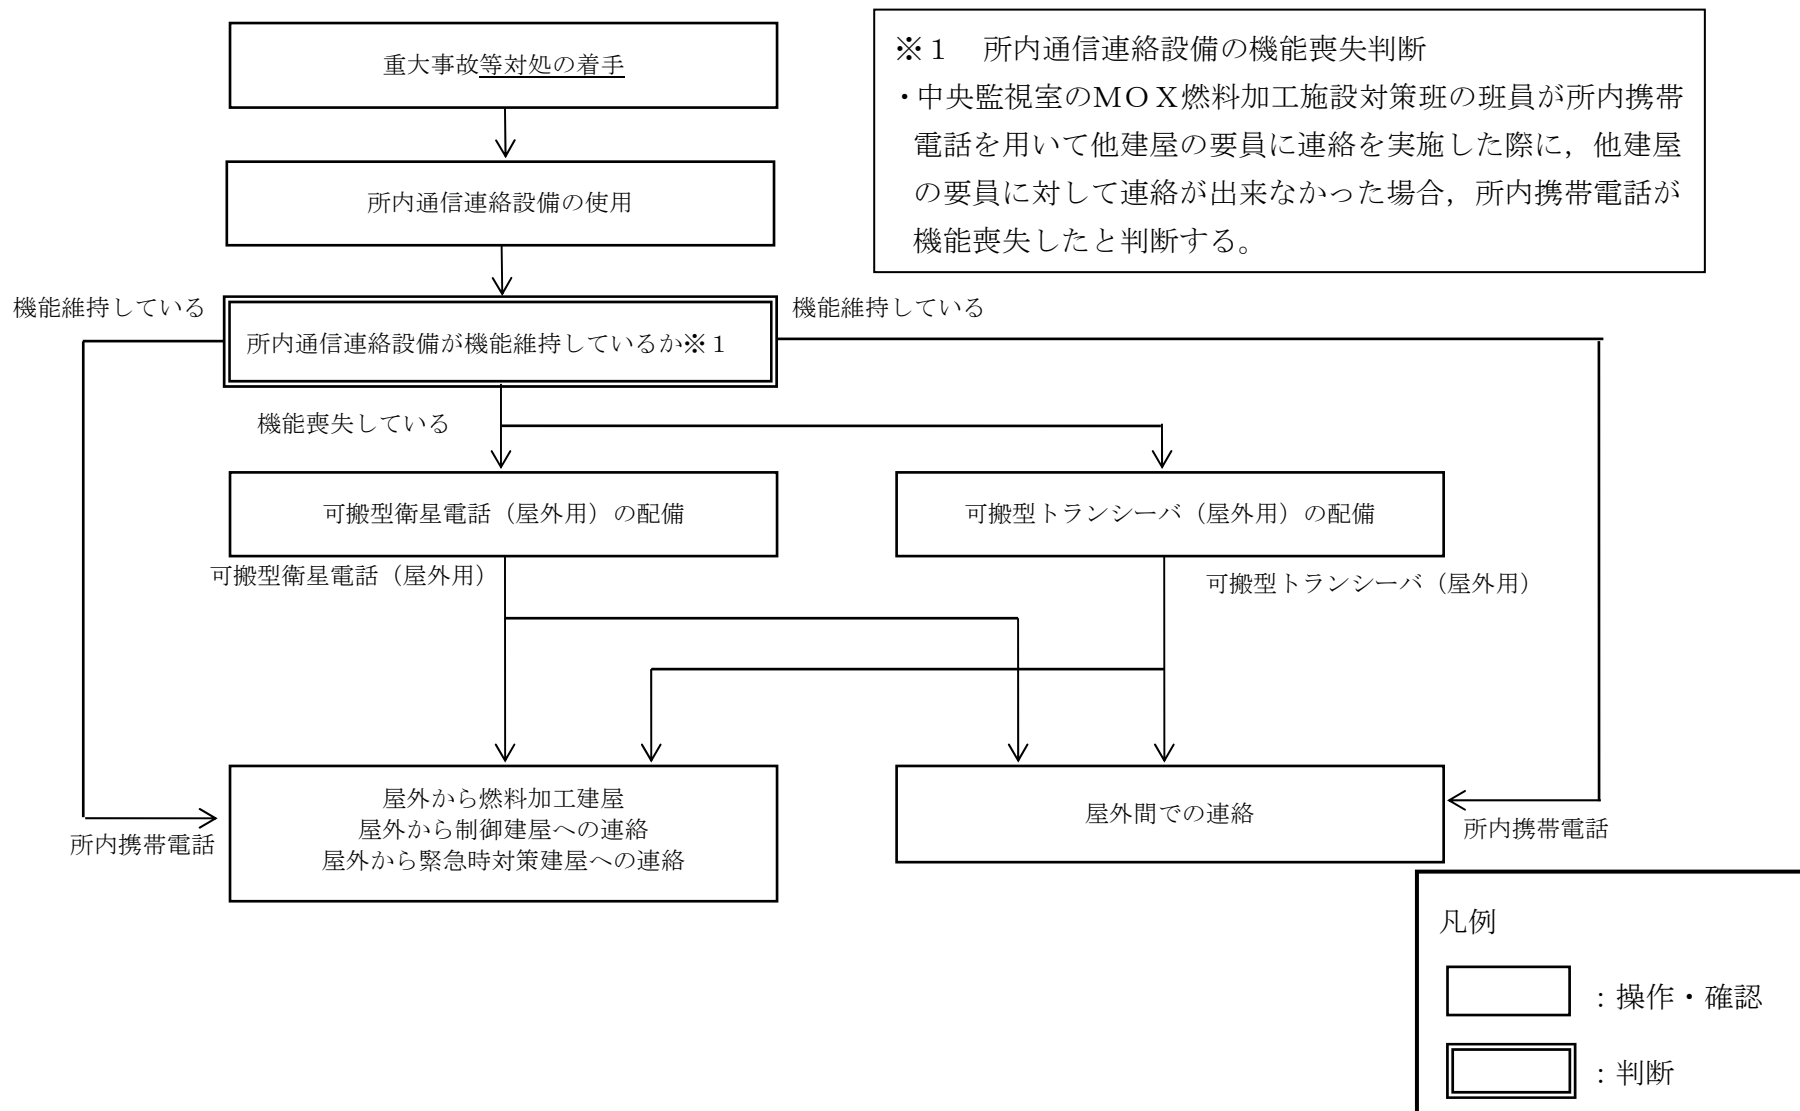 重大事故等対処の着手
※１　所内通信連絡設備の機能喪失判断
・中央監視室のＭＯＸ燃料加工施設対策班の班員が所内携帯
電話を用いて他建屋の要員に連絡を実施した際に，他建屋
の要員に対して連絡が出来なかった場合，所内携帯電話が
機能喪失したと判断する。
所内通信連絡設備の使用
機能維持している
機能維持している
所内通信連絡設備が機能維持しているか※１
機能喪失している
可搬型衛星電話（屋外用）の配備
可搬型トランシーバ（屋外用）の配備
可搬型衛星電話（屋外用）
可搬型トランシーバ（屋外用）
屋外から燃料加工建屋
屋外から制御建屋への連絡
屋外から緊急時対策建屋への連絡
屋外間での連絡
所内携帯電話
所内携帯電話
凡例
：操作・確認
：判断